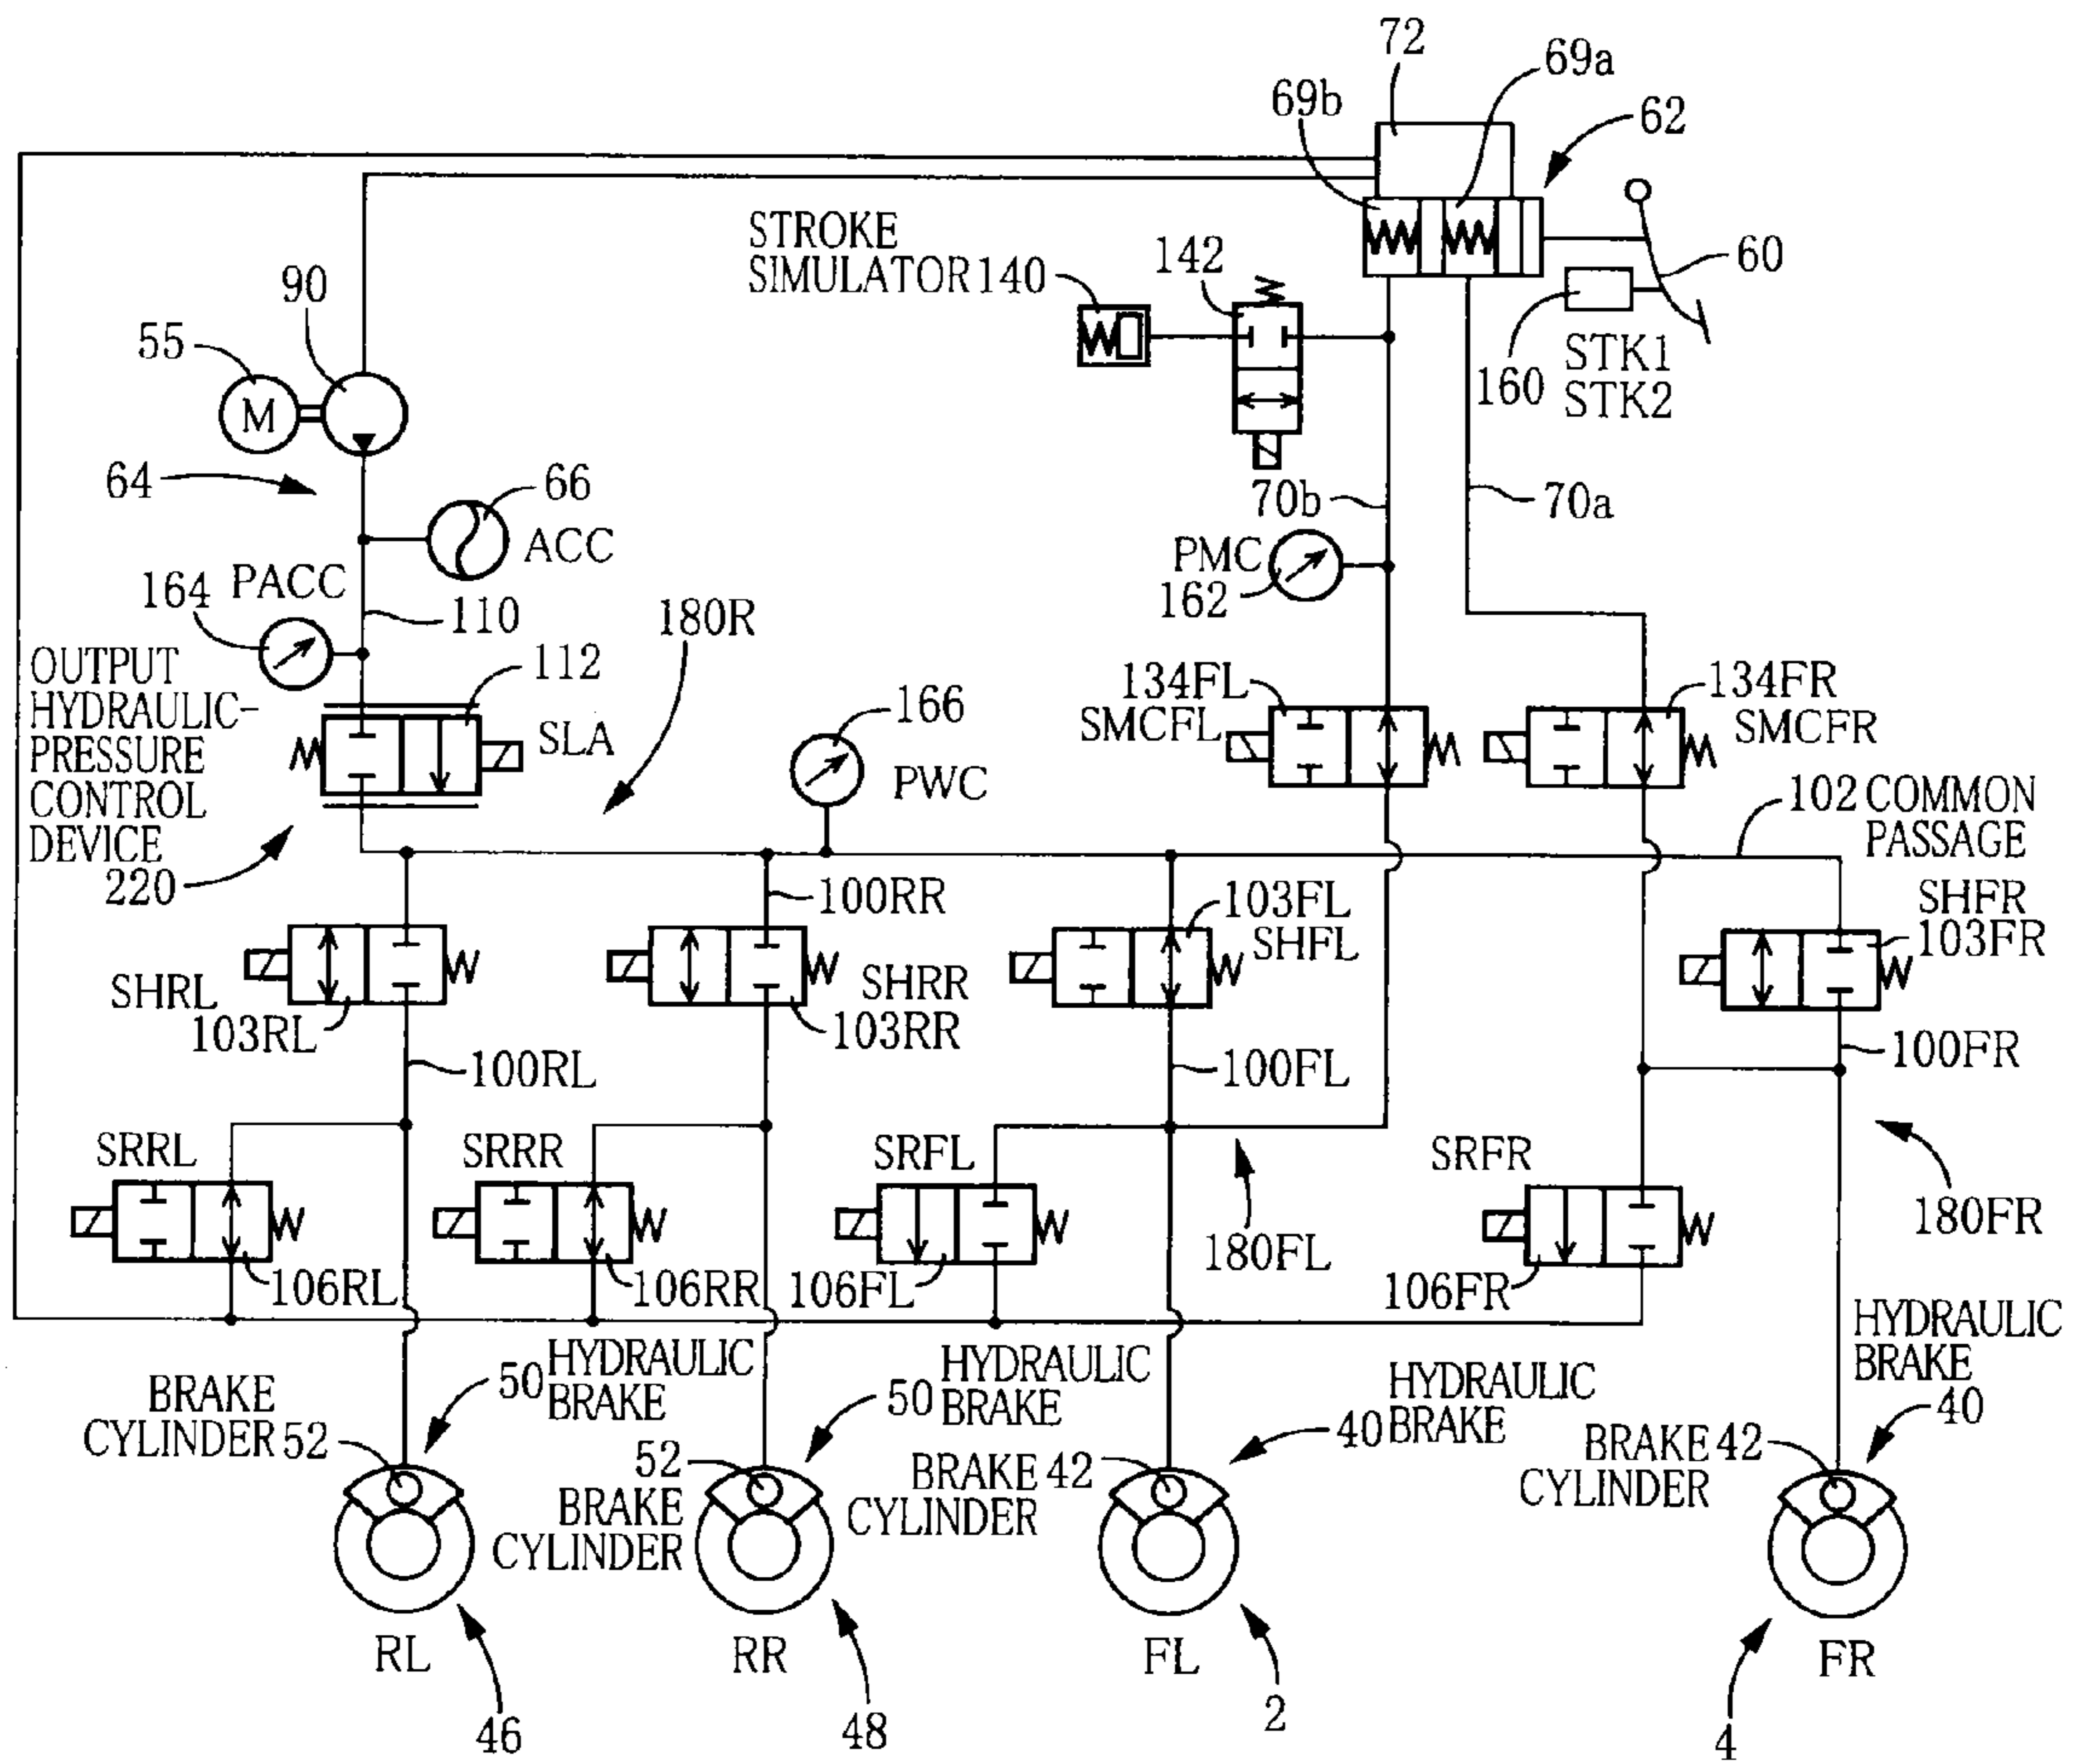 72
69a
69b
62
STROKE
SIMULATOR 140
142
60
90
55
M
STK1
160
STK2
64
66
ACC
70b
70a
PACC
164
110
PMC
162
180R
OUTPUT
HYDRAULIC-
PRESSURE
CONTROL
DEVICE
220
112
SLA
166
PWC
134FL
SMCFL
134FR
SMCFR
102 COMMON
PASSAGE
100RR
103FL
SHFL
SHFR
103FR
SHRL
103RL
SHRR
103RR
100RL
100FL
100FR
SRRL
SRRR
SRFL
SRFR
180FL
180FR
106RL
106RR
106FL
106FR
HYDRAULIC
BRAKE
40
50 HYDRAULIC
BRAKE
HYDRAULIC
50 BRAKE
HYDRAULIC
40 BRAKE
BRAKE
CYLINDER 52
52
BRAKE
CYLINDER
BRAKE 42
CYLINDER
BRAKE 42
CYLINDER
RL
RR
FL
FR
46
48
2
4